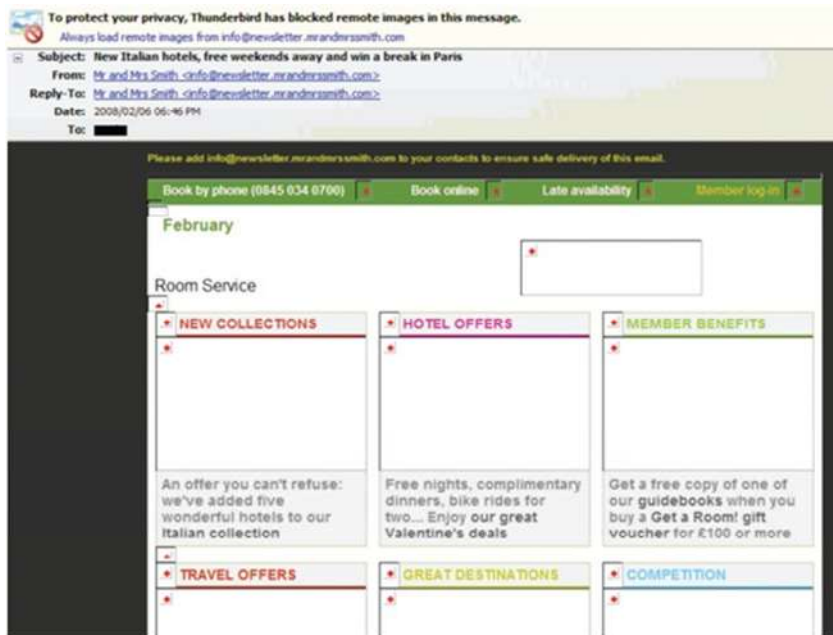 To protect your privacy, Thunderbird has blocked remote images in this message.
Always load remote images from info@newsletter.mrandmrssmith.com
Subject: New Italian hotels, free weekends away and win a break in Paris
From: Mr and Mrs Smith <info@newsletter.mrandmrssmith.com>
Reply-To: Mr and Mrs Smith <info@newsletter.mrandmrssmith.com>
Date: 2008/02/06 06:46 PM
To:
Please add info@newsletter.mrandmrssmith.com to your contacts to ensure safe delivery of this email.
Book by phone (0845 034 0700) Book online Late availability Member log-in
February
Room Service
NEW COLLECTIONS HOTEL OFFERS MEMBER BENEFITS
An offer you can't refuse: Free nights, complimentary Get a free copy of one of
we've added five dinners, bike rides for our guidebooks when you
wonderful hotels to our two... Enjoy our great buy a Get a Room! gift
Italian collection Valentine's deals voucher for £100 or more
TRAVEL OFFERS GREAT DESTINATIONS COMPETITION